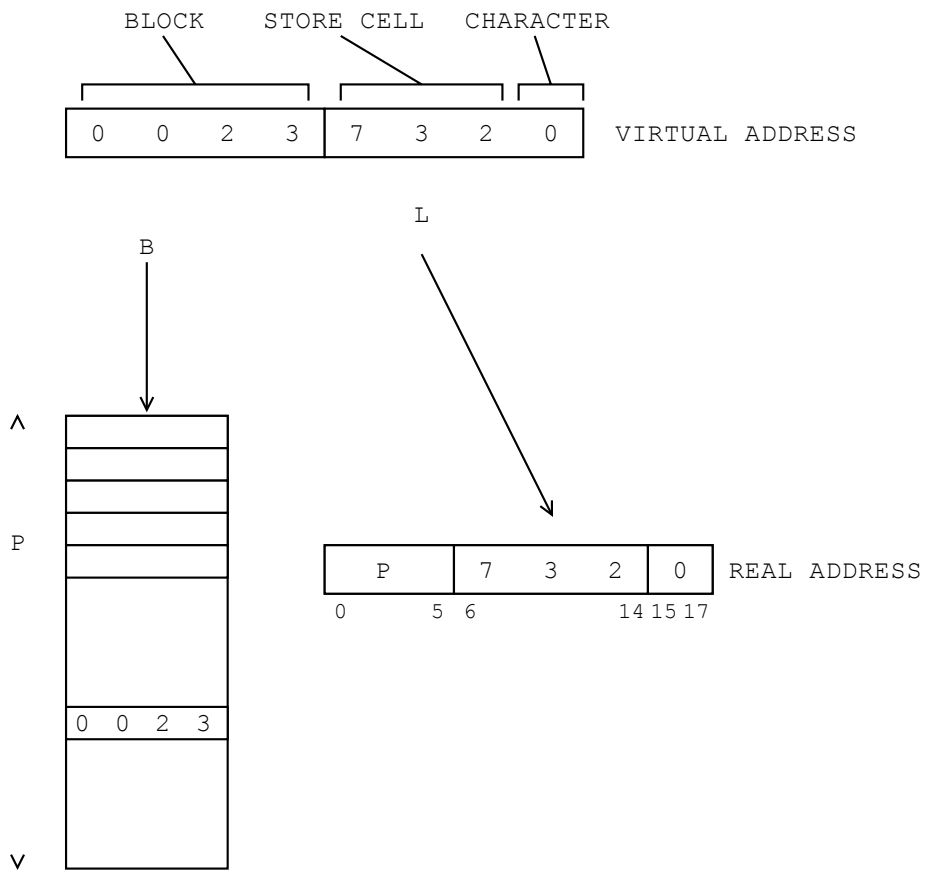 BLOCK STORE CELL CHARACTER
0 0 2 3 7 3 2 0 VIRTUAL ADDRESS
L
B
^
P
P 7 3 2 0 REAL ADDRESS
0 5 6 14 15 17
0 0 2 3
v